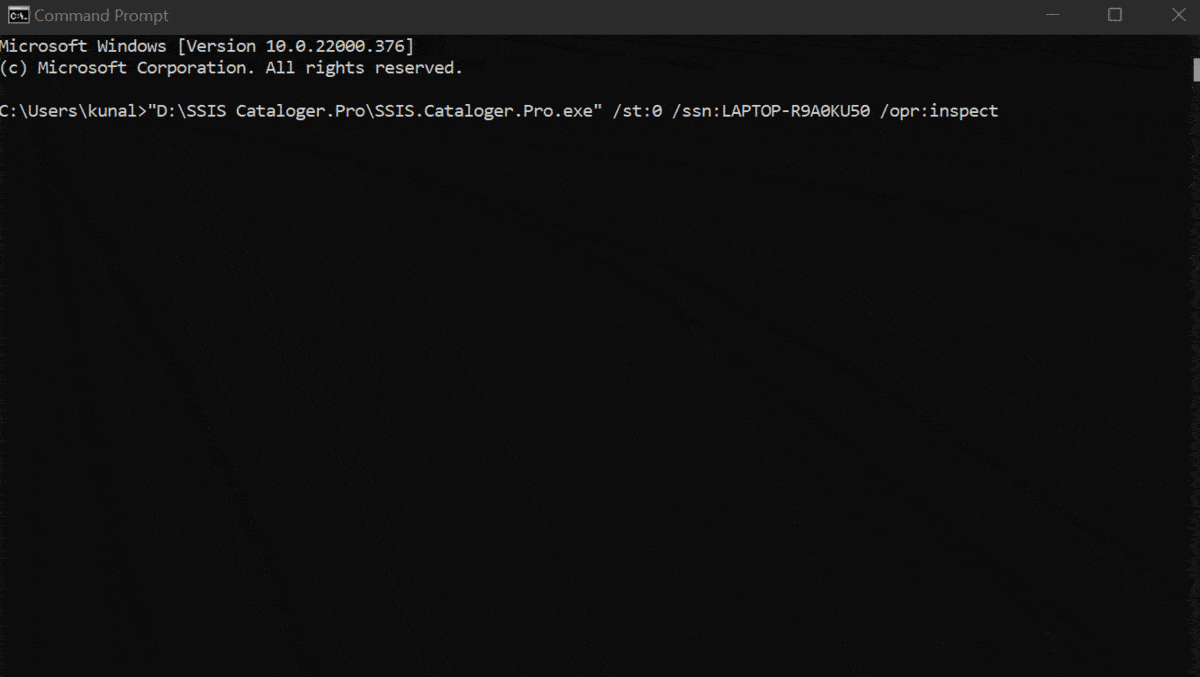 Command Prompt
Microsoft Windows [Version 10.0.22000.376]
(c) Microsoft Corporation. All rights reserved.
C:\Users\kunal>"D:\SSIS Cataloger.Pro\SSIS.Cataloger.Pro.exe" /st:0 /ssn:LAPTOP-R9A0KU50 /opr:inspect